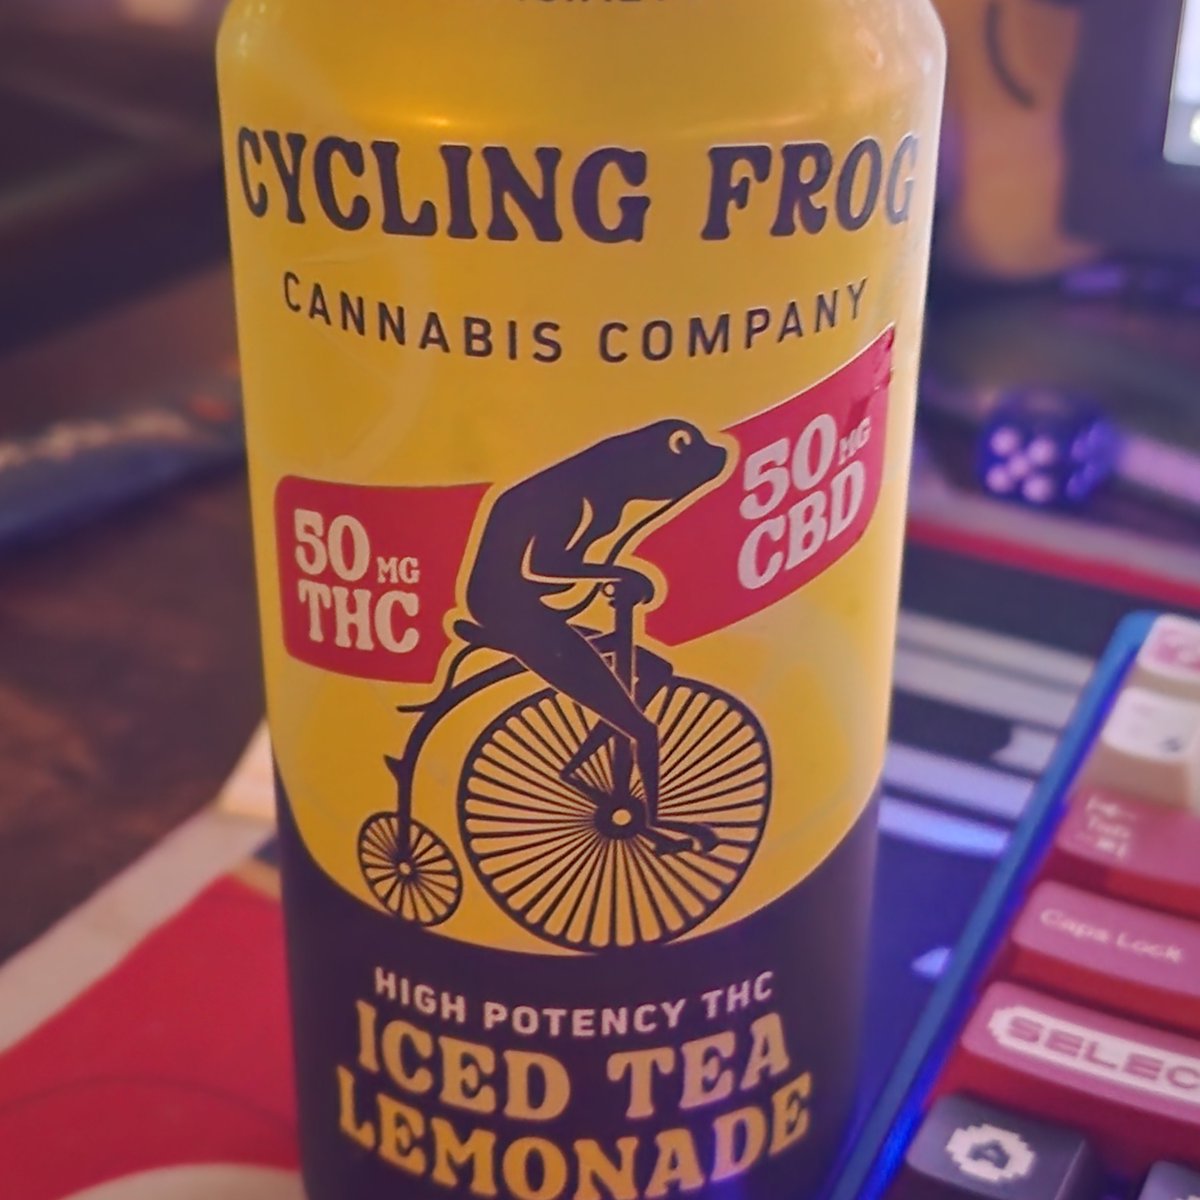 CYCLING FROG
CANNABIS COMPANY
50 MG
THC
50 MG
CBD
HIGH POTENCY THC
ICED TEA
LEMONADE
Caps Lock
SELEC
A